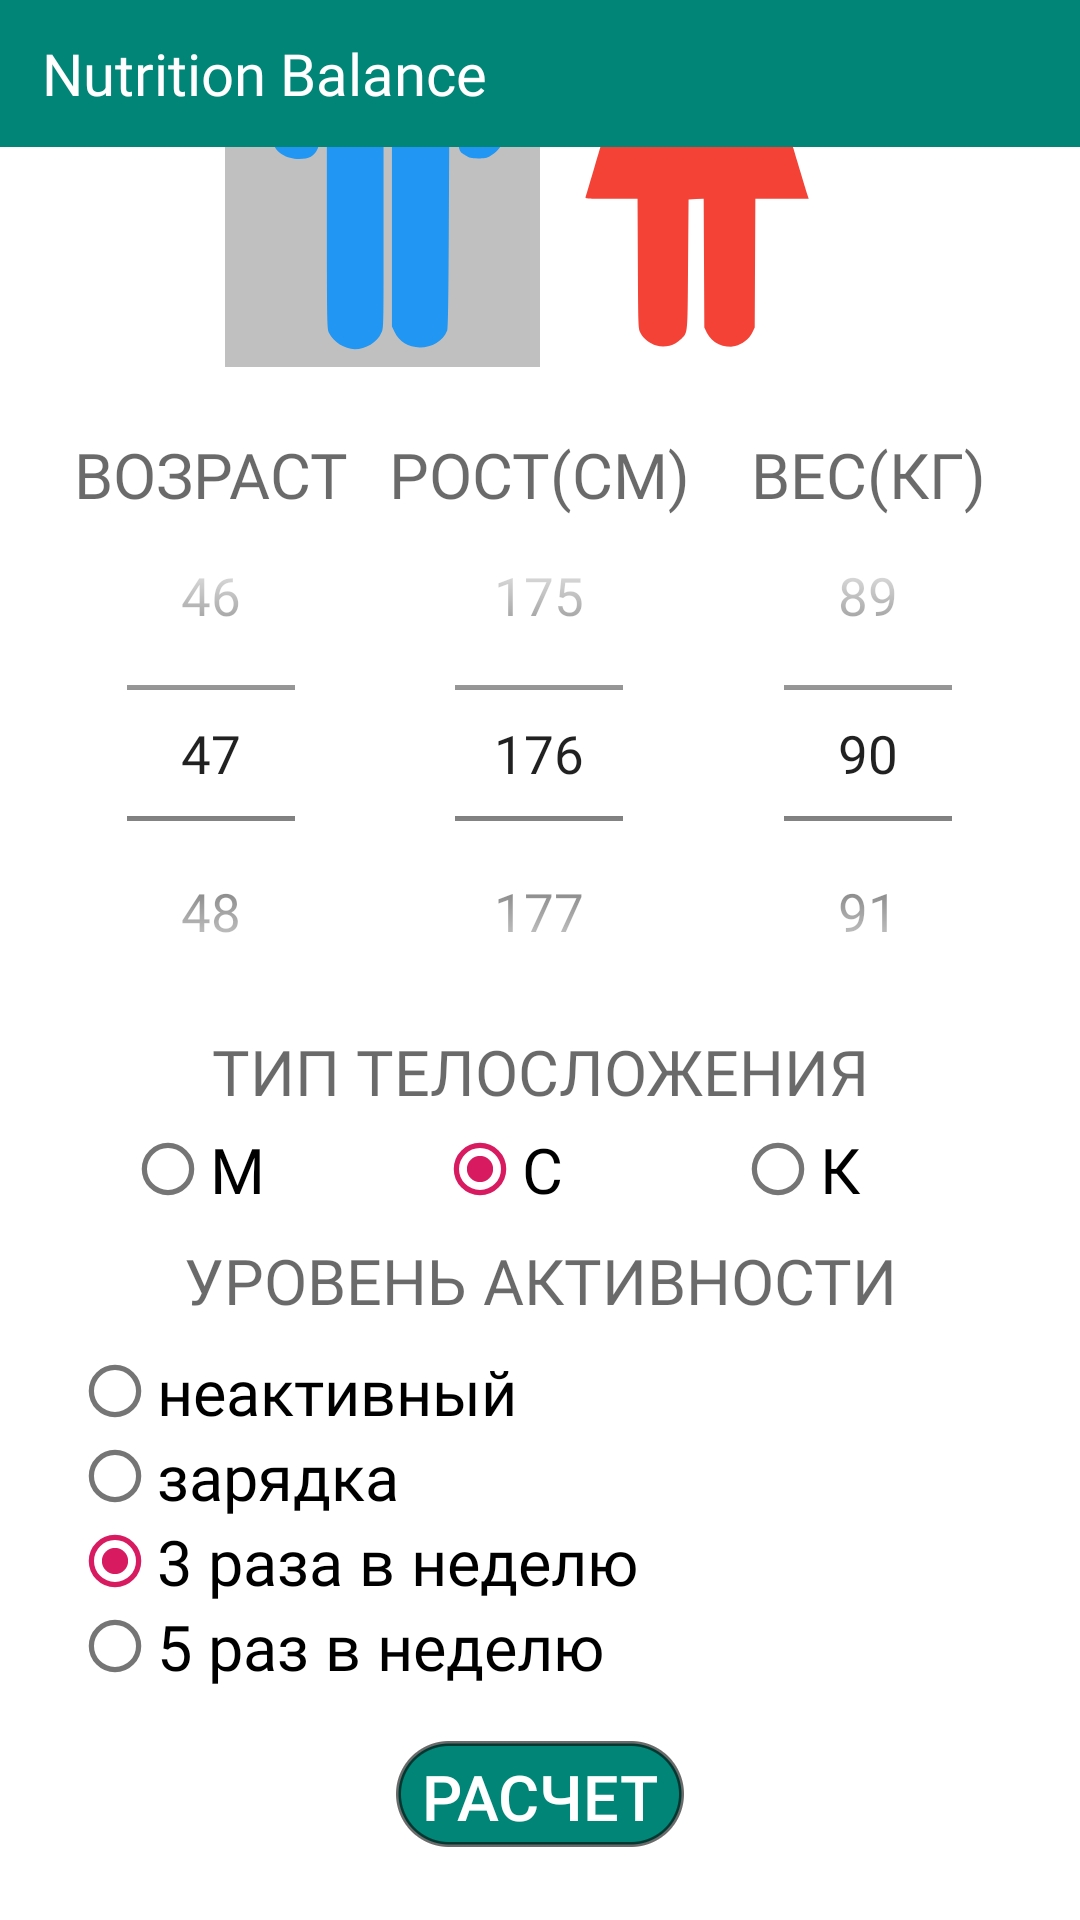 Nutrition Balance
ВОЗРАСТ РОСТ(СМ) ВЕС(КГ)
46 175 89
47 176 90
48 177 91
ТИП ТЕЛОСЛОЖЕНИЯ
М С К
УРОВЕНЬ АКТИВНОСТИ
неактивный
зарядка
3 раза в неделю
5 раз в неделю
РАСЧЕТ